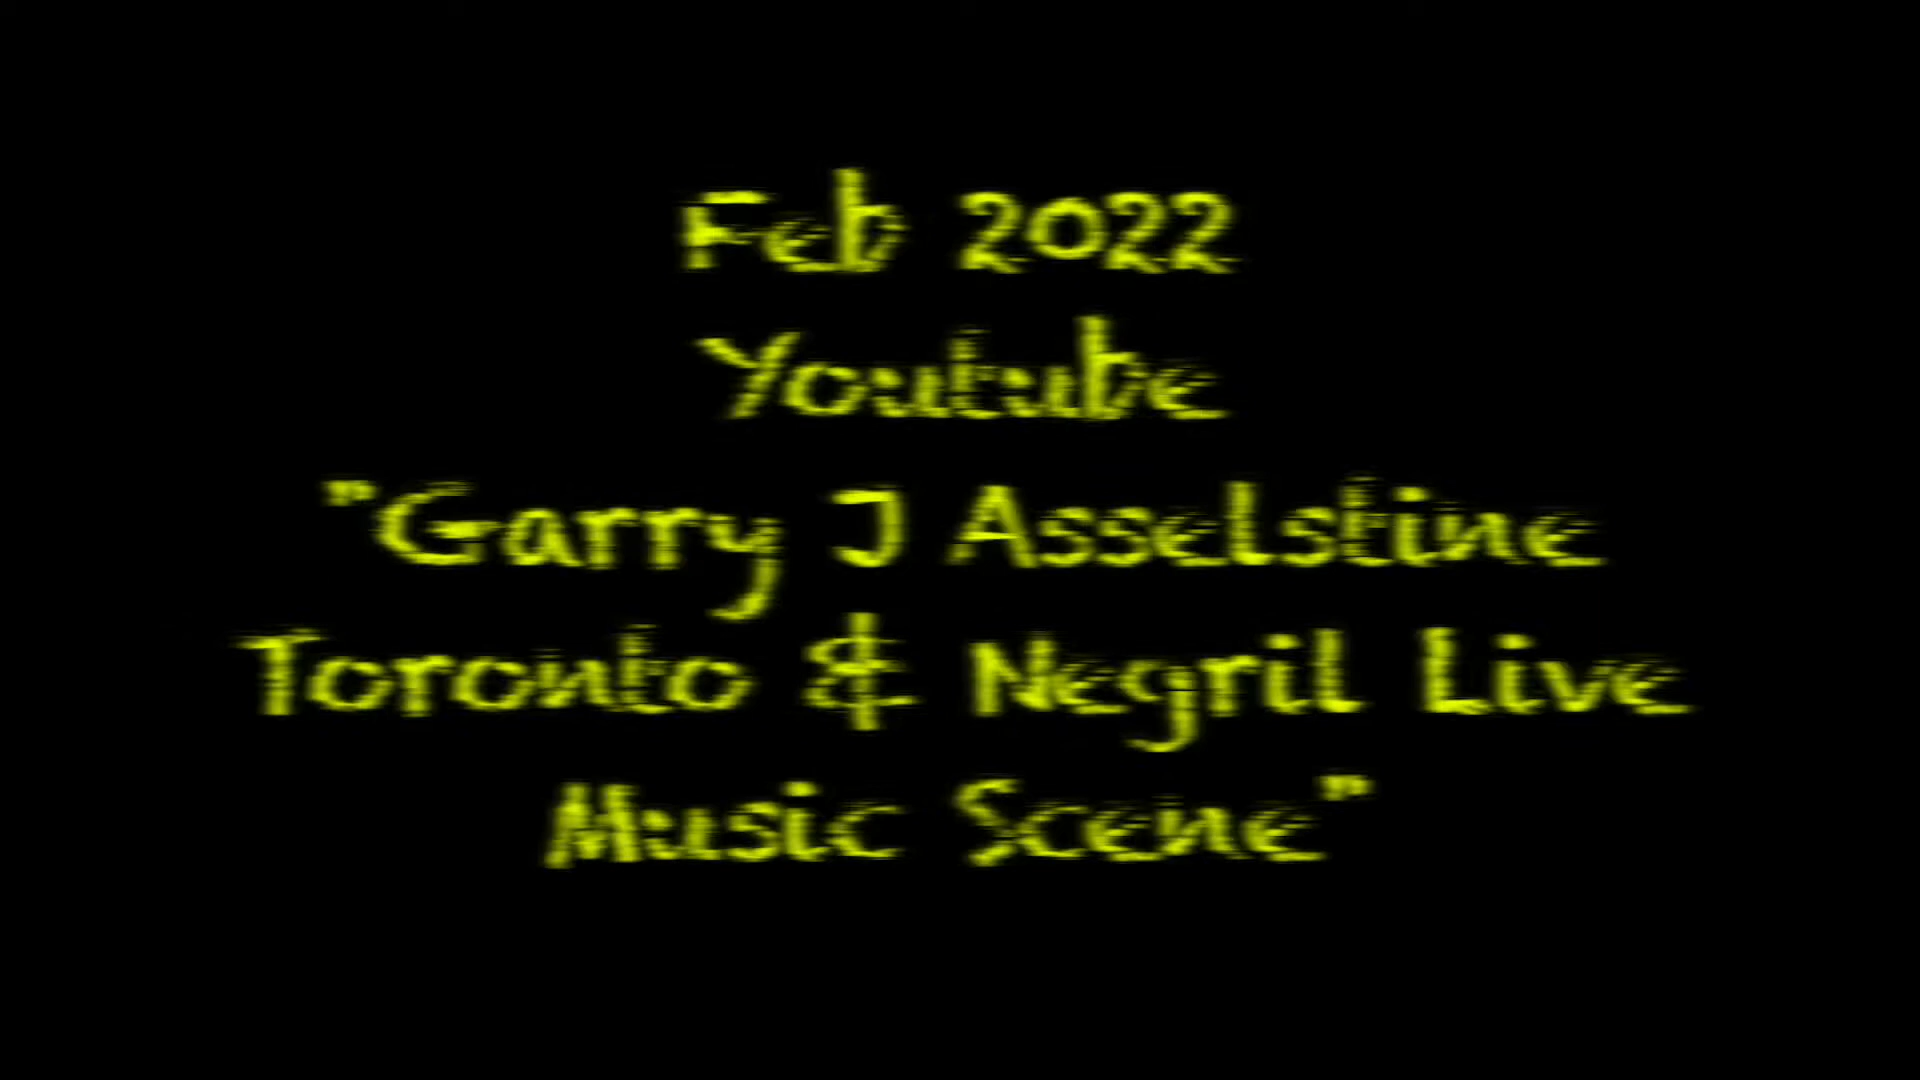 Feb 2022
Youtube
"Garry J Asselstine
Toronto & Negril Live
Music Scene"